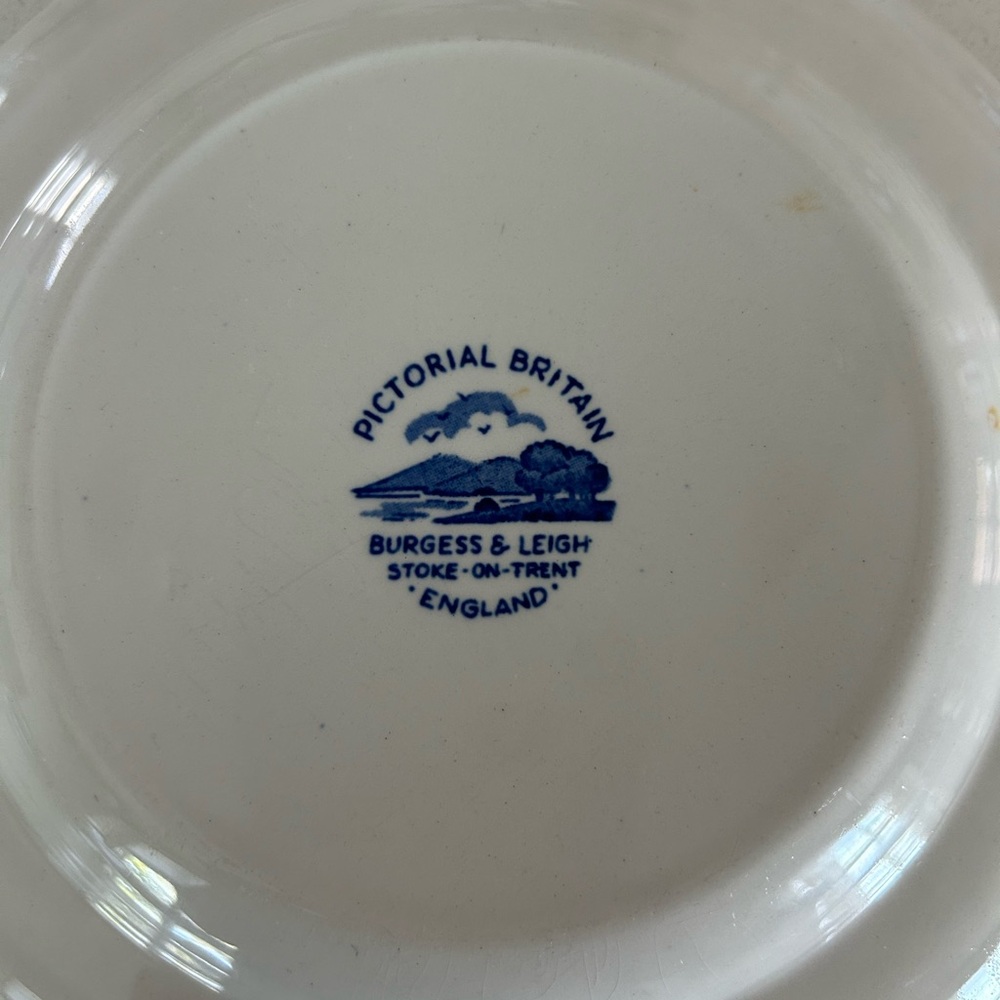 PICTORIAL BRITAIN
BURGESS & LEIGH
STOKE-ON-TRENT
· ENGLAND ·